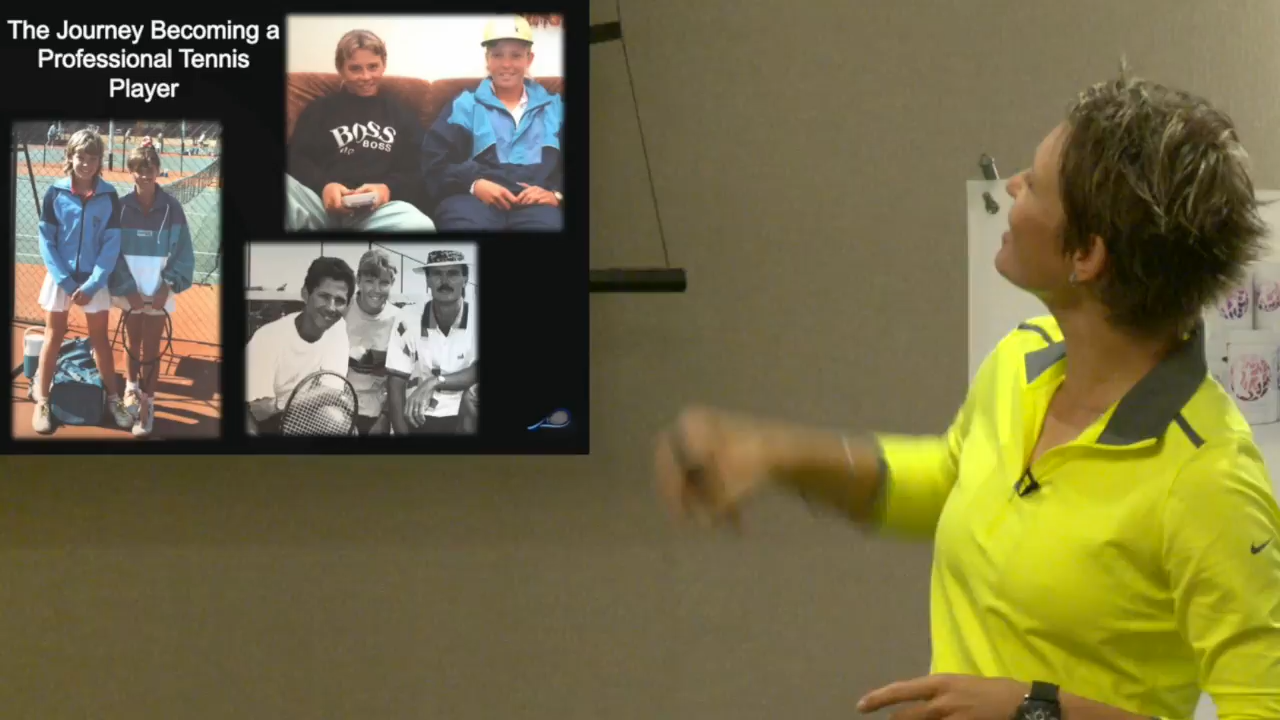 The Journey Becoming a
Professional Tennis
Player
BOSS
BOSS